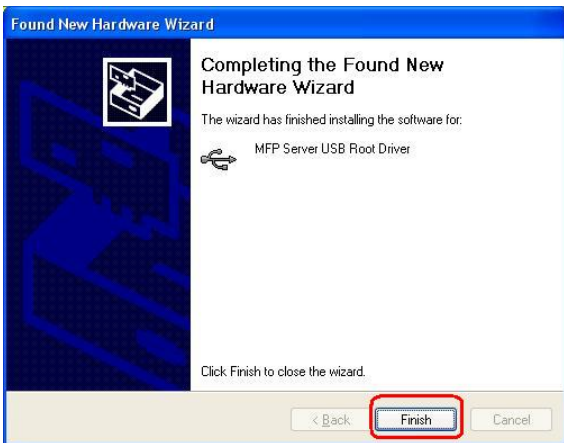 Found New Hardware Wizard
Completing the Found New
Hardware Wizard
The wizard has finished installing the software for:
MFP Server USB Root Driver
Click Finish to close the wizard.
< Back
Finish
Cancel